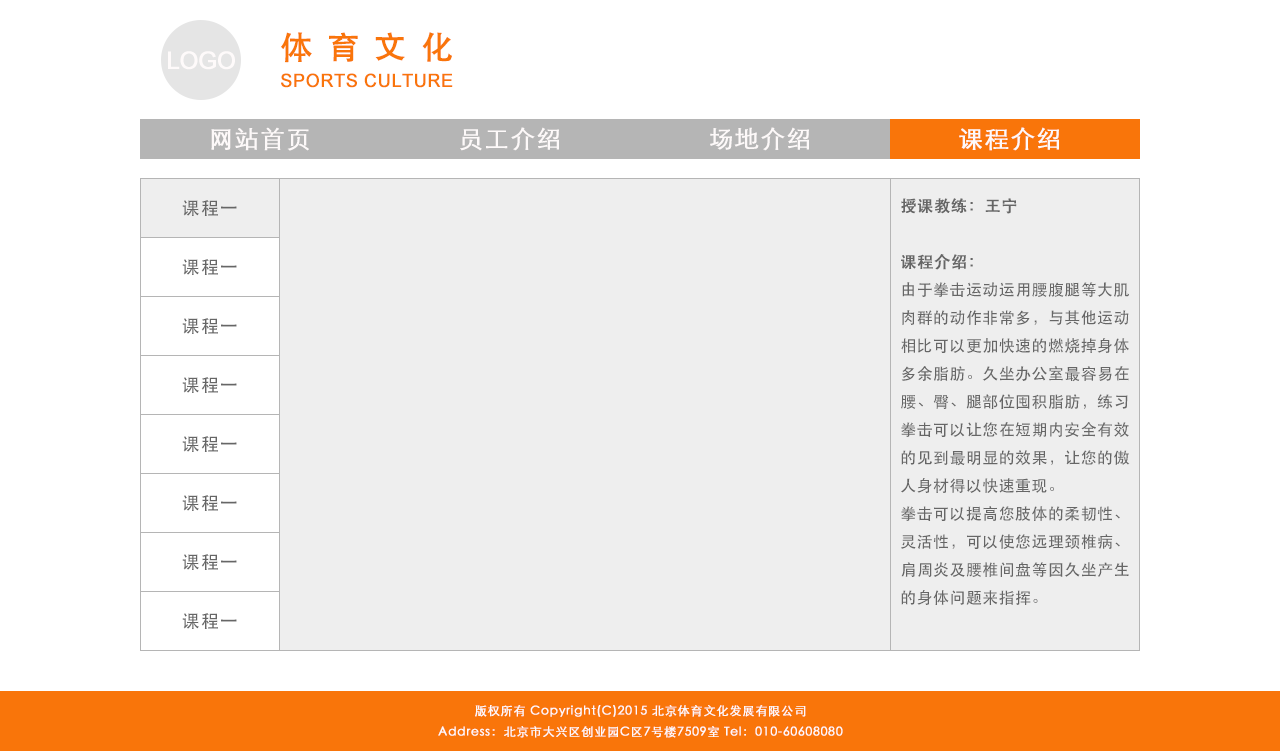 LOGO
体育文化
SPORTS CULTURE
网站首页
员工介绍
场地介绍
课程介绍
课程一
课程一
课程一
课程一
课程一
课程一
课程一
课程一
授课教练：王宁
课程介绍：
由于拳击运动运用腰腹腿等大肌
肉群的动作非常多，与其他运动
相比可以更加快速的燃烧掉身体
多余脂肪。久坐办公室最容易在
腰、臀、腿部位囤积脂肪，练习
拳击可以让您在短期内安全有效
的见到最明显的效果，让您的傲
人身材得以快速重现。
拳击可以提高您肢体的柔韧性、
灵活性，可以使您远理颈椎病、
肩周炎及腰椎间盘等因久坐产生
的身体问题来指挥。
版权所有 Copyright(C)2015 北京体育文化发展有限公司
Address：北京市大兴区创业园C区7号楼7509室 Tel：010-60608080